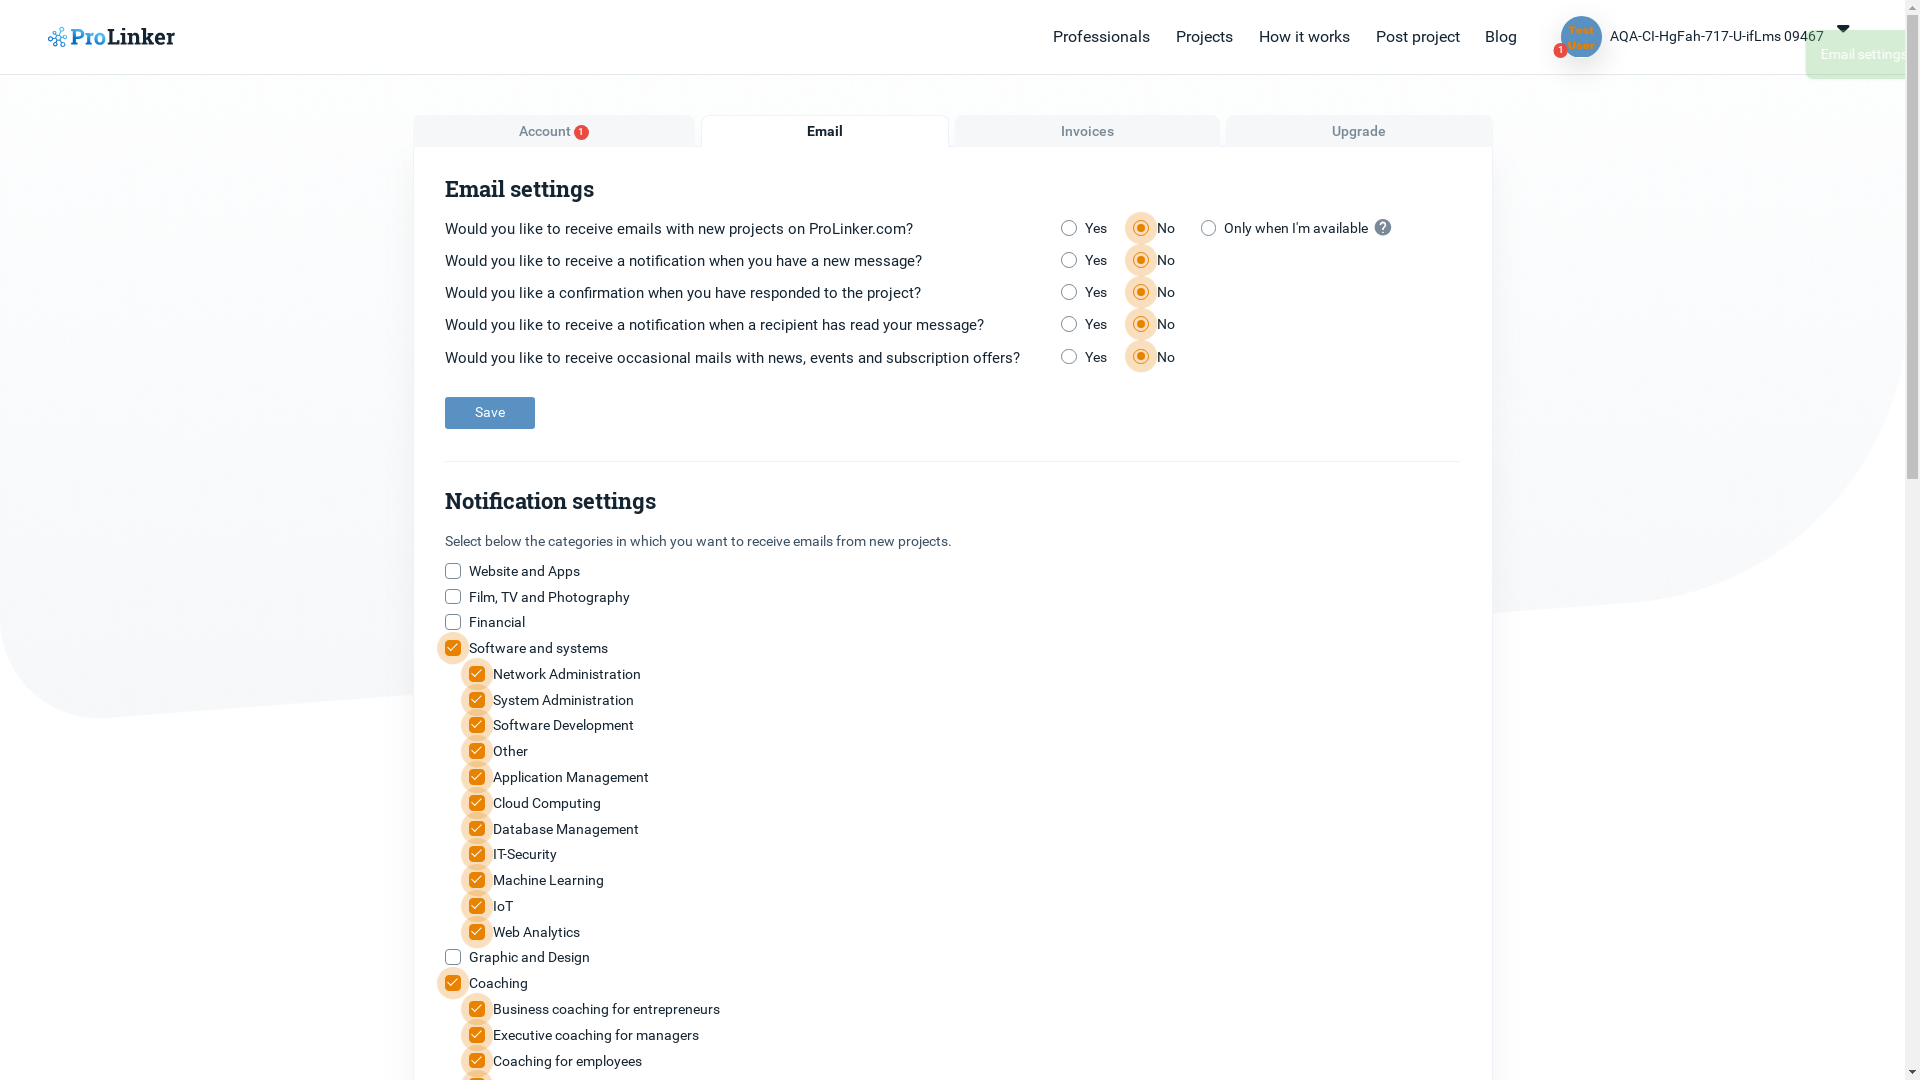 ProLinker
Professionals
Projects
How it works
Post project
Blog
Test
User
1
AQA-CI-HgFah-717-U-ifLms 09467
Email settings
Account 1
Email
Invoices
Upgrade
Email settings
Would you like to receive emails with new projects on ProLinker.com? Yes No Only when I'm available ?
Would you like to receive a notification when you have a new message? Yes No
Would you like a confirmation when you have responded to the project? Yes No
Would you like to receive a notification when a recipient has read your message? Yes No
Would you like to receive occasional mails with news, events and subscription offers? Yes No
Save
Notification settings
Select below the categories in which you want to receive emails from new projects.
Website and Apps
Film, TV and Photography
Financial
Software and systems
Network Administration
System Administration
Software Development
Other
Application Management
Cloud Computing
Database Management
IT-Security
Machine Learning
IoT
Web Analytics
Graphic and Design
Coaching
Business coaching for entrepreneurs
Executive coaching for managers
Coaching for employees